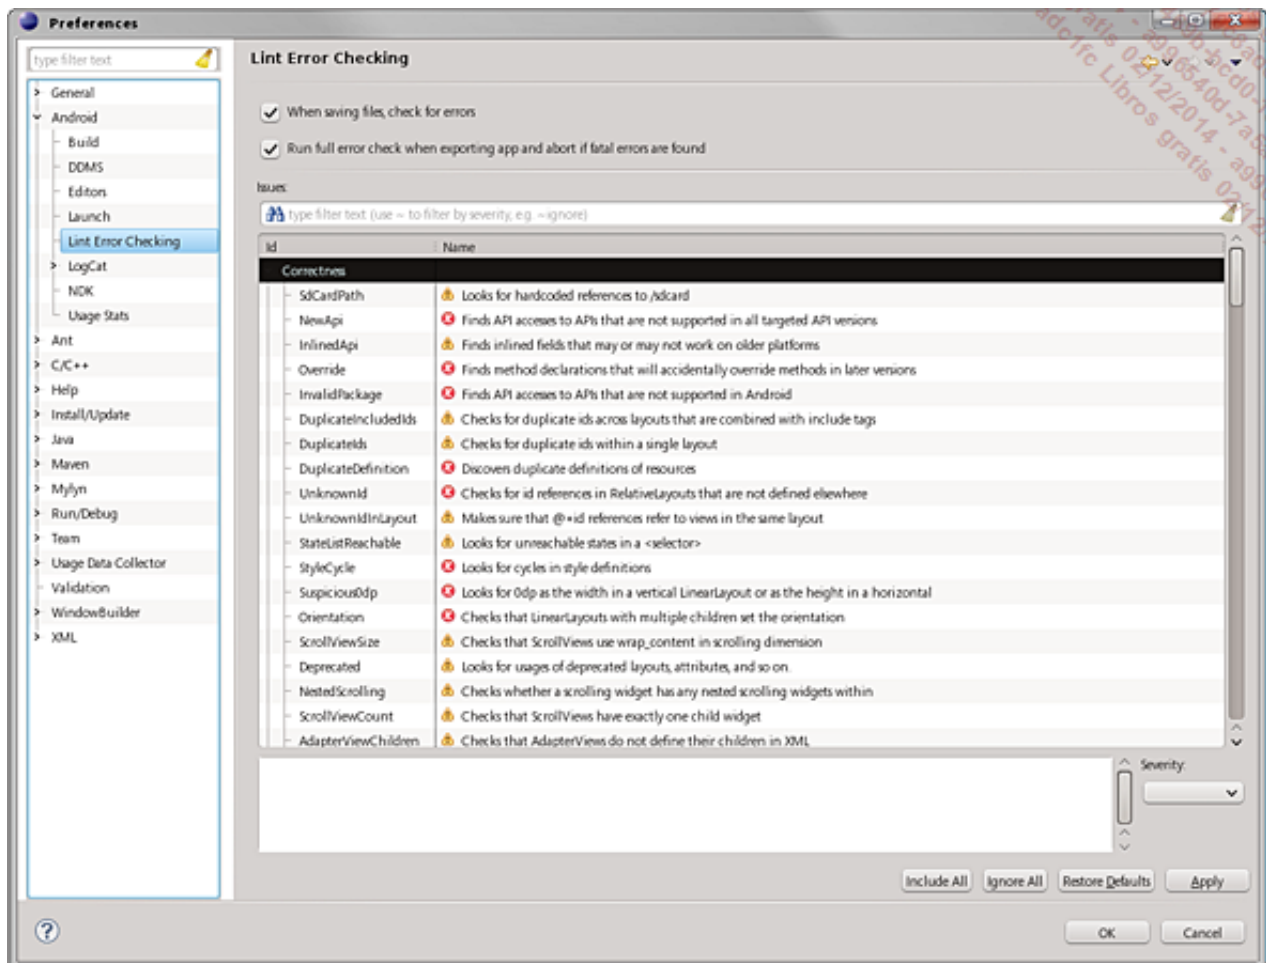 Preferences
type filter text
General
Android
Build
DDMS
Editors
Launch
Lint Error Checking
LogCat
NDK
Usage Stats
Ant
C/C++
Help
Install/Update
Java
Maven
Mylyn
Run/Debug
Team
Usage Data Collector
Validation
WindowBuilder
XML
Lint Error Checking
When saving files, check for errors
Run full error check when exporting app and abort if fatal errors are found
Issues:
type filter text (use ~ to filter by severity, e.g. ~ignore)
Id Name
Correctness
SdCardPath Looks for hardcoded references to /sdcard
NewApi Finds API accesses to APIs that are not supported in all targeted API versions
InlinedApi Finds inlined fields that may or may not work on older platforms
Override Finds method declarations that will accidentally override methods in later versions
InvalidPackage Finds API accesses to APIs that are not supported in Android
DuplicateIncludedIds Checks for duplicate ids across layouts that are combined with include tags
DuplicateIds Checks for duplicate ids within a single layout
DuplicateDefinition Discovers duplicate definitions of resources
UnknownId Checks for id references in RelativeLayouts that are not defined elsewhere
UnknownIdInLayout Makes sure that @+id references refer to views in the same layout
StateListReachable Looks for unreachable states in a <selector>
StyleCycle Looks for cycles in style definitions
Suspicious0dp Looks for 0dp as the width in a vertical LinearLayout or as the height in a horizontal
Orientation Checks that LinearLayouts with multiple children set the orientation
ScrollViewSize Checks that ScrollViews use wrap_content in scrolling dimension
Deprecated Looks for usages of deprecated layouts, attributes, and so on.
NestedScrolling Checks whether a scrolling widget has any nested scrolling widgets within
ScrollViewCount Checks that ScrollViews have exactly one child widget
AdapterViewChildren Checks that AdapterViews do not define their children in XML
Severity:
Include All Ignore All Restore Defaults Apply
OK Cancel
Libros gratis 02/12/2014